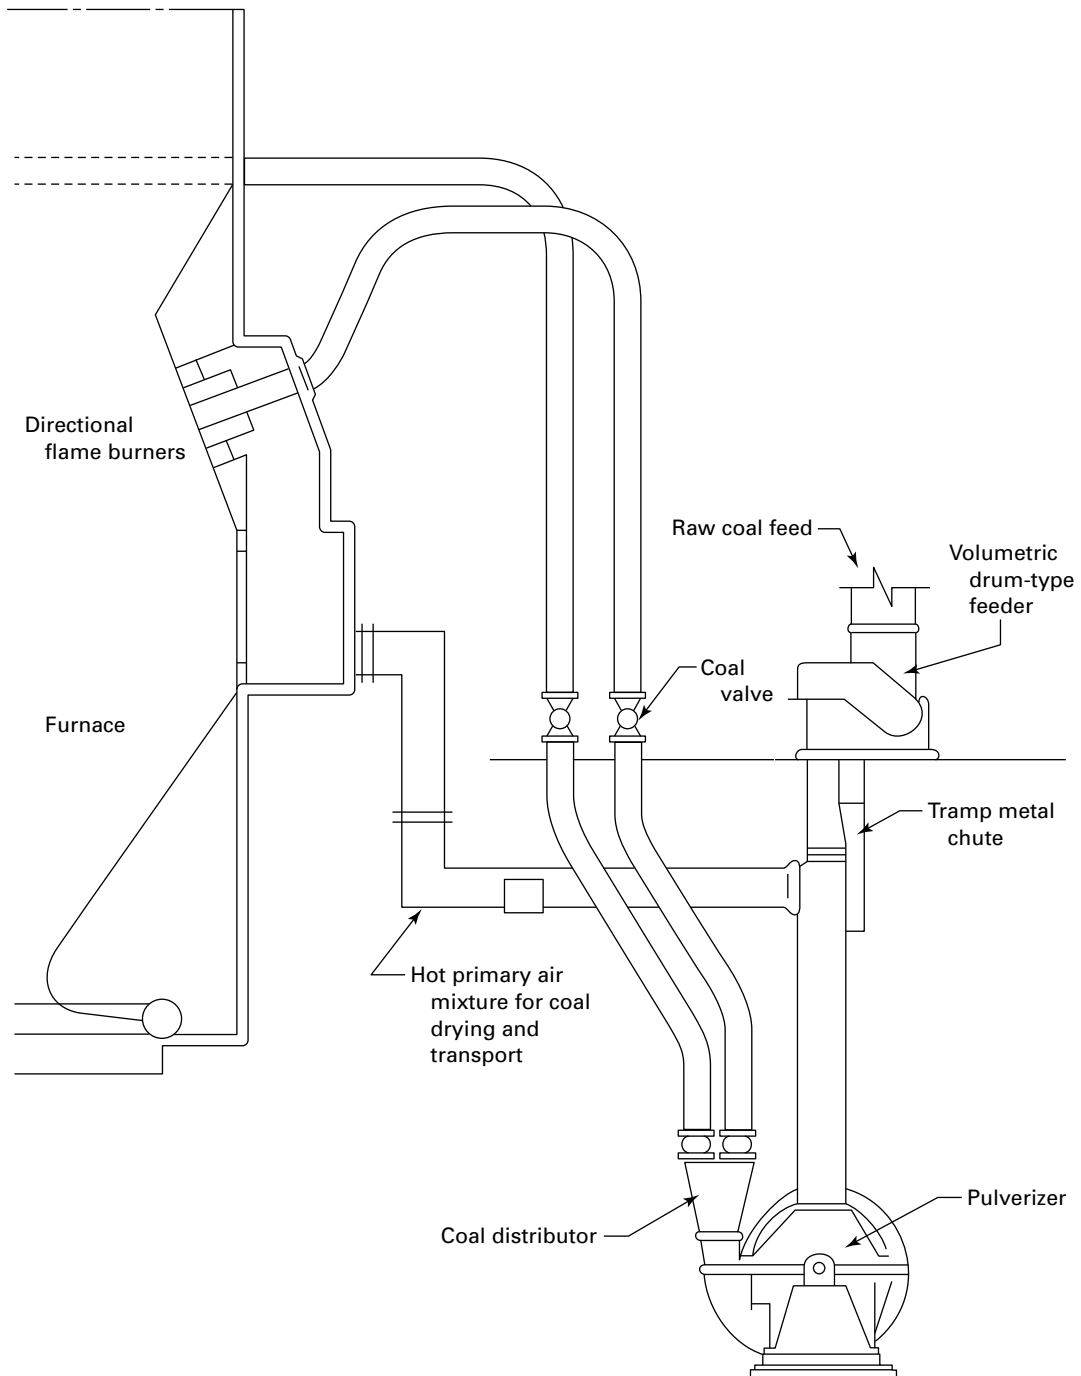 Directional
flame burners
Raw coal feed
Volumetric
drum-type
feeder
Coal
valve
Furnace
Tramp metal
chute
Hot primary air
mixture for coal
drying and
transport
Pulverizer
Coal distributor